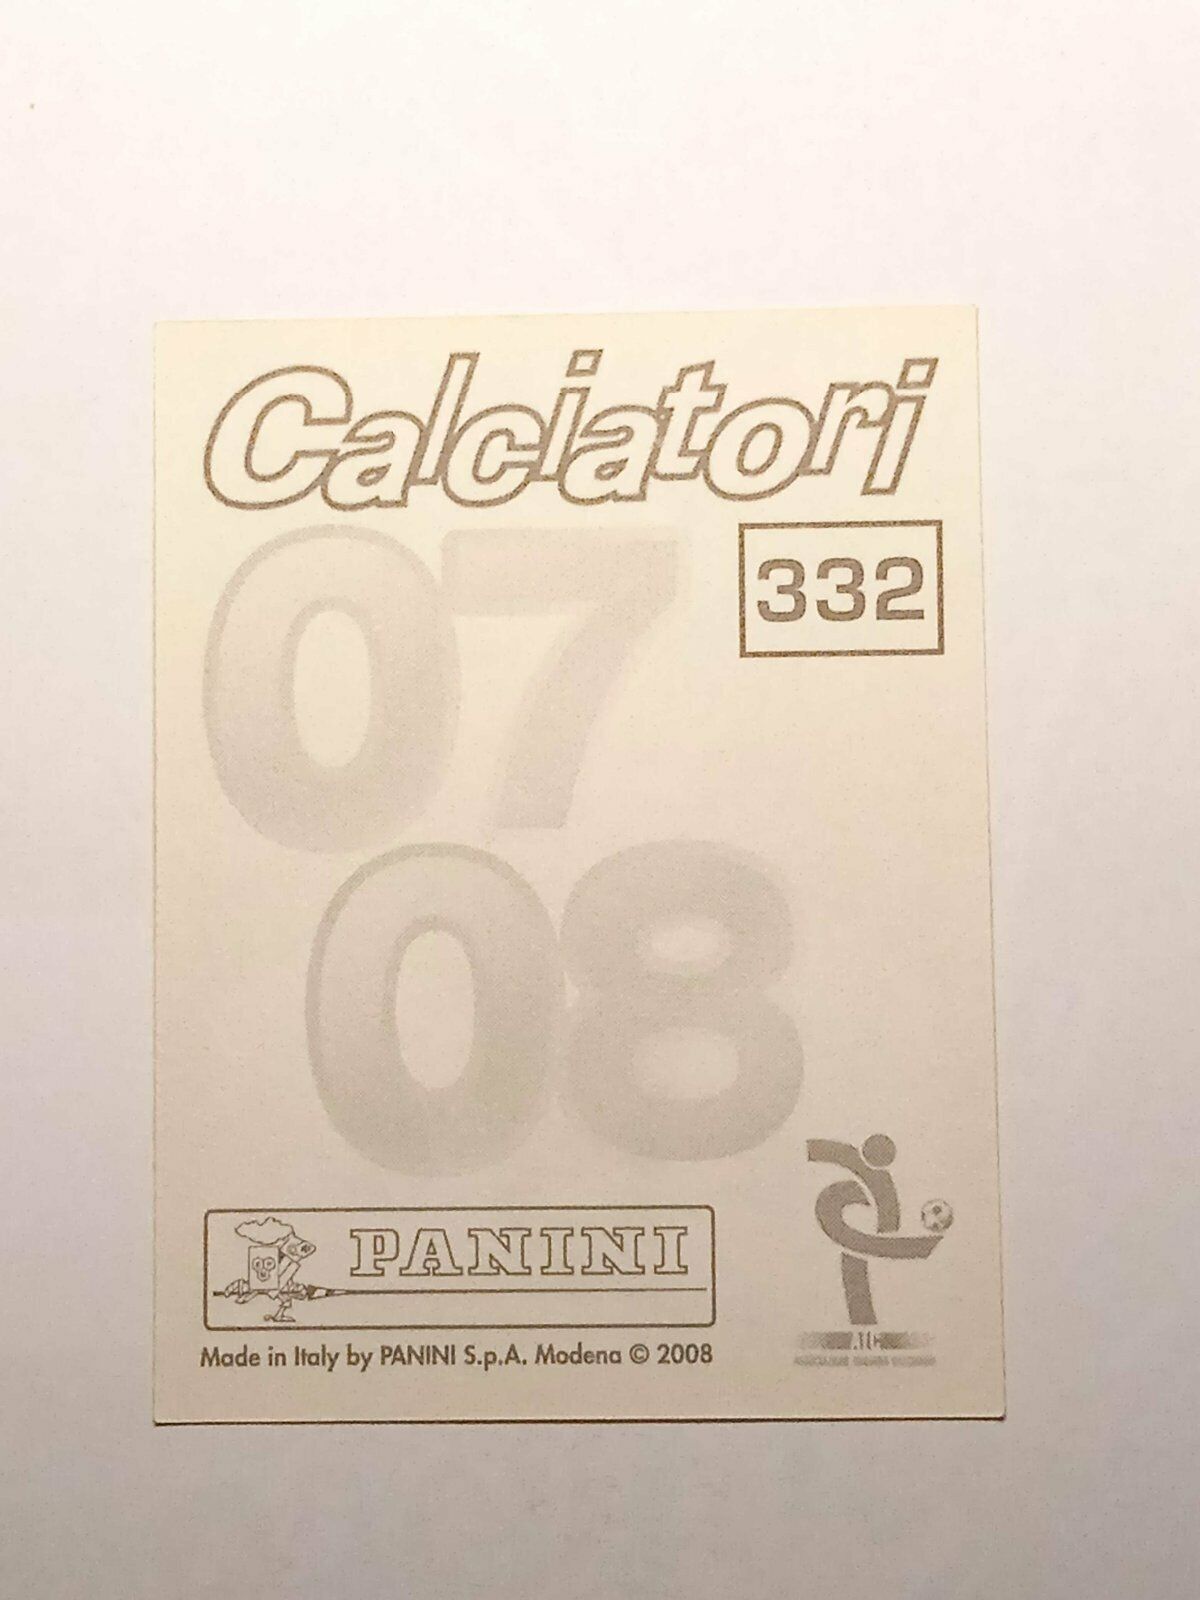 Calciatori
07
332
08
PANINI
Made in Italy by PANINI S.p.A. Modena © 2008